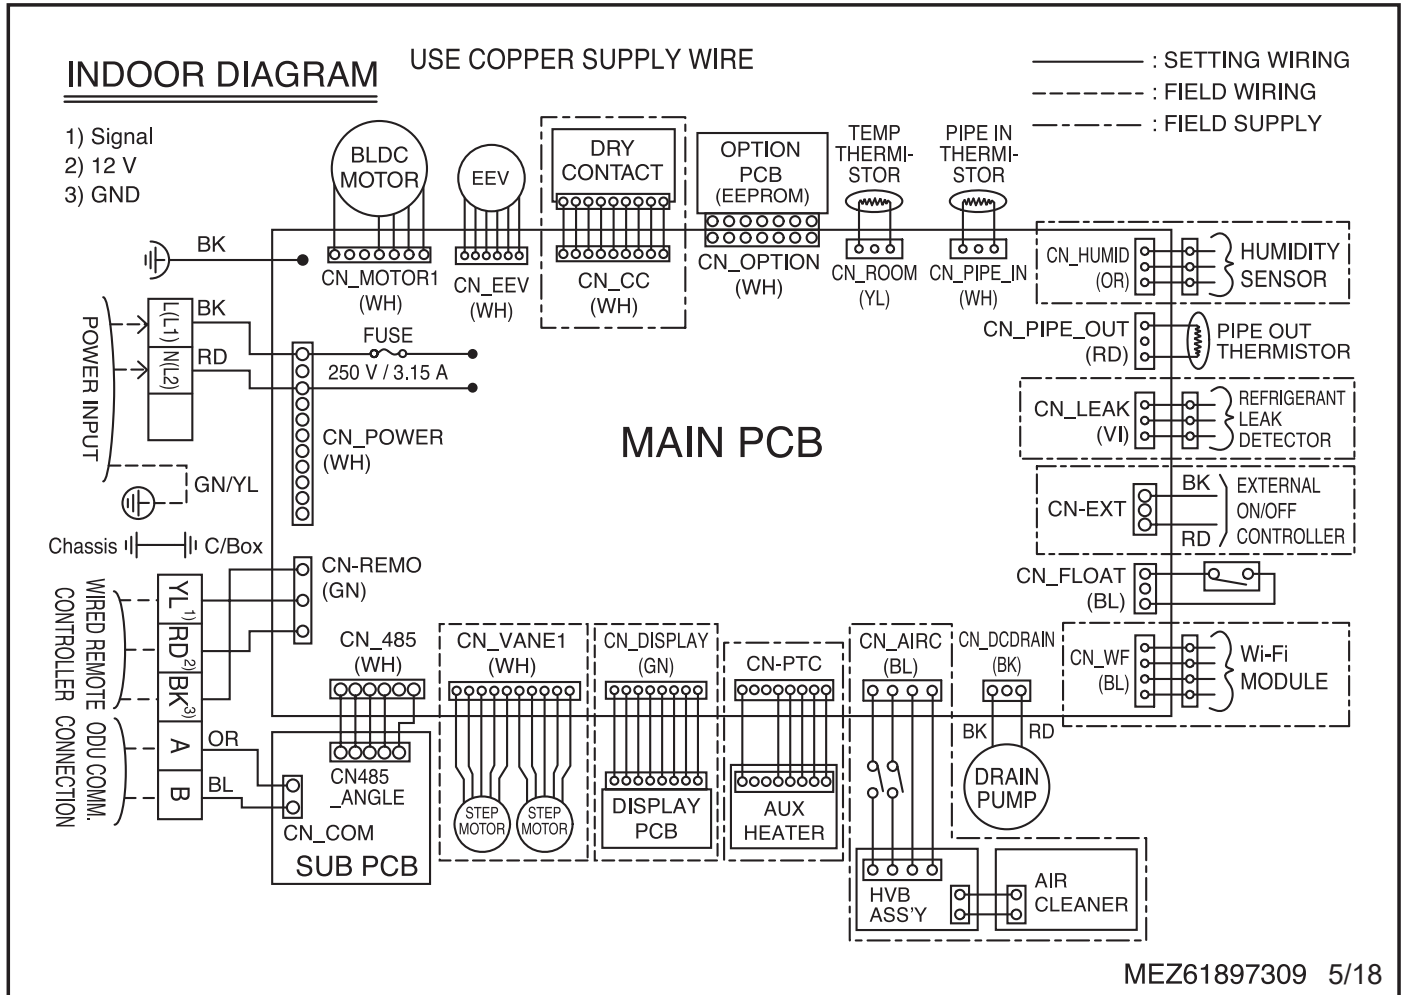 INDOOR DIAGRAM
USE COPPER SUPPLY WIRE
: SETTING WIRING
: FIELD WIRING
: FIELD SUPPLY
1) Signal
2) 12 V
3) GND
BLDC
MOTOR
EEV
DRY
CONTACT
OPTION
PCB
(EEPROM)
TEMP
THERMI-
STOR
PIPE IN
THERMI-
STOR
BK
CN_MOTOR1
(WH)
CN_EEV
(WH)
CN_CC
(WH)
CN_OPTION
(WH)
CN_ROOM
(YL)
CN_PIPE_IN
(WH)
CN_HUMID
(OR)
HUMIDITY
SENSOR
POWER INPUT
L(L1)
N(L2)
BK
RD
FUSE
250 V / 3.15 A
CN_POWER
(WH)
GN/YL
Chassis
C/Box
MAIN PCB
CN_PIPE_OUT
(RD)
PIPE OUT
THERMISTOR
CN_LEAK
(VI)
REFRIGERANT
LEAK
DETECTOR
CN-EXT
BK
RD
EXTERNAL
ON/OFF
CONTROLLER
CN_FLOAT
(BL)
CN_WF
(BL)
Wi-Fi
MODULE
WIRED REMOTE
CONTROLLER
YL1)
RD2)
BK3)
CN-REMO
(GN)
ODU COMM.
CONNECTION
A
B
OR
BL
CN_485
(WH)
CN485
_ANGLE
CN_COM
SUB PCB
CN_VANE1
(WH)
STEP
MOTOR
STEP
MOTOR
CN_DISPLAY
(GN)
DISPLAY
PCB
CN-PTC
AUX
HEATER
CN_AIRC
(BL)
HVB
ASS'Y
AIR
CLEANER
CN_DCDRAIN
(BK)
BK
RD
DRAIN
PUMP
MEZ61897309 5/18